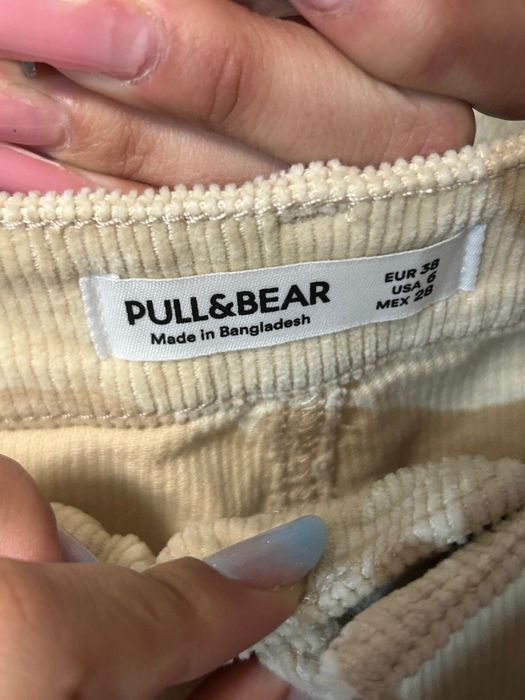 PULL&BEAR
Made in Bangladesh
EUR 38
USA 6
MEX 28